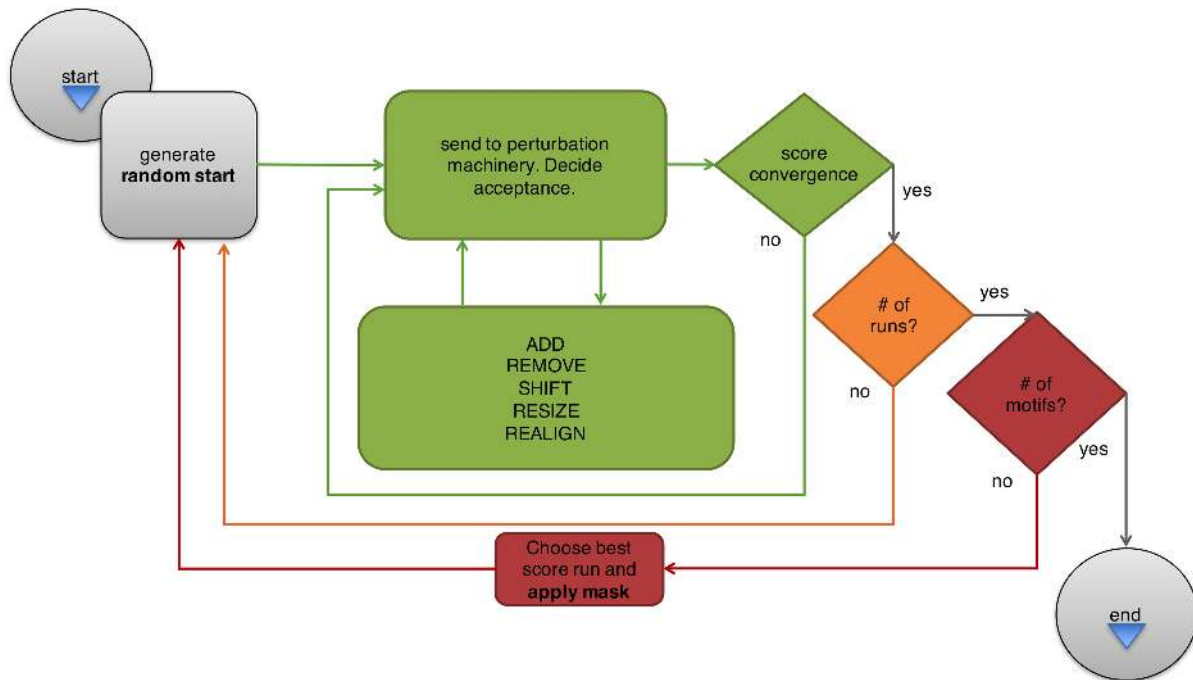 start
generate
random start
send to perturbation
machinery. Decide
acceptance.
score
convergence
yes
no
ADD
REMOVE
SHIFT
RESIZE
REALIGN
# of
runs?
yes
no
# of
motifs?
yes
no
Choose best
score run and
apply mask
end